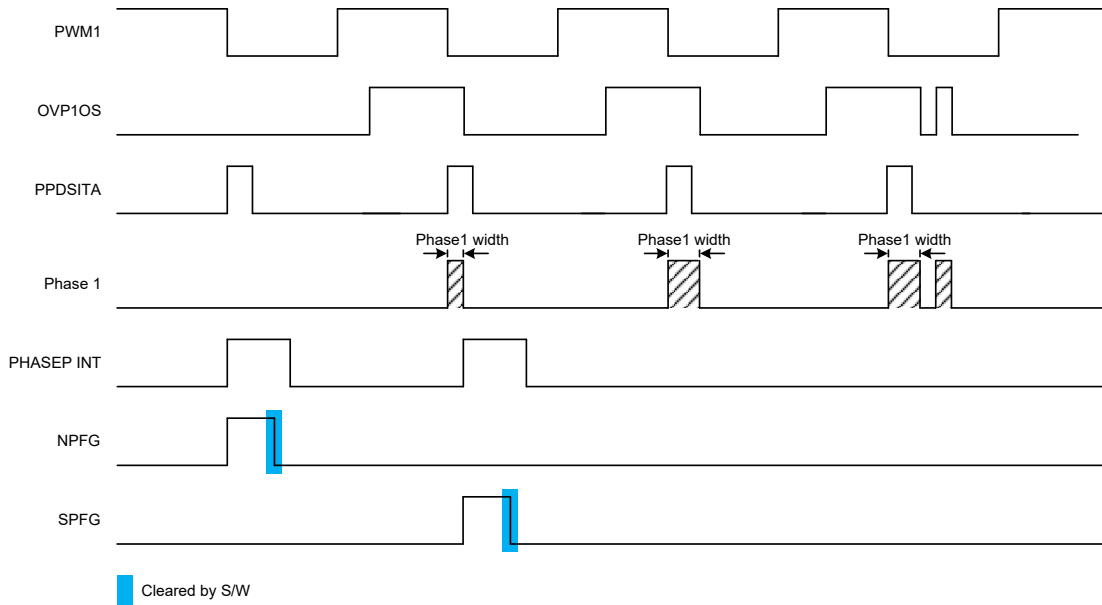 PWM1
OVP1OS
PPDSITA
Phase1 width Phase1 width Phase1 width
Phase 1
PHASEP INT
NPFG
SPFG
Cleared by S/W